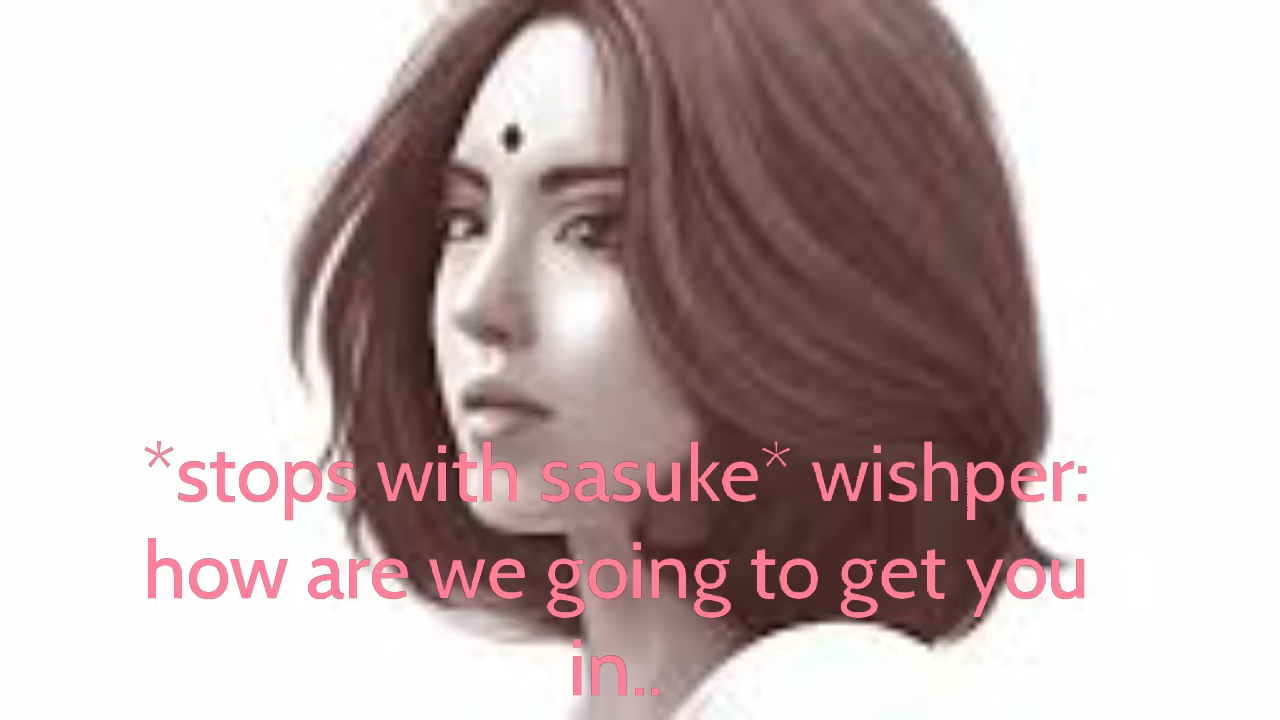 *stops with sasuke* wishper:
how are we going to get you
in..